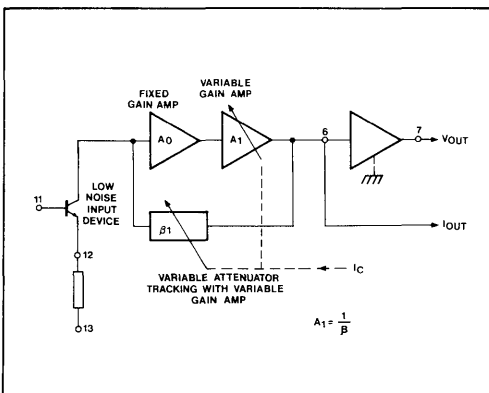 FIXED
GAIN AMP
VARIABLE
GAIN AMP
A0
A1
6
7
VOUT
11
LOW
NOISE
INPUT
DEVICE
β1
IOUT
12
IC
VARIABLE ATTENUATOR
TRACKING WITH VARIABLE
GAIN AMP
13
A1 = 1/β